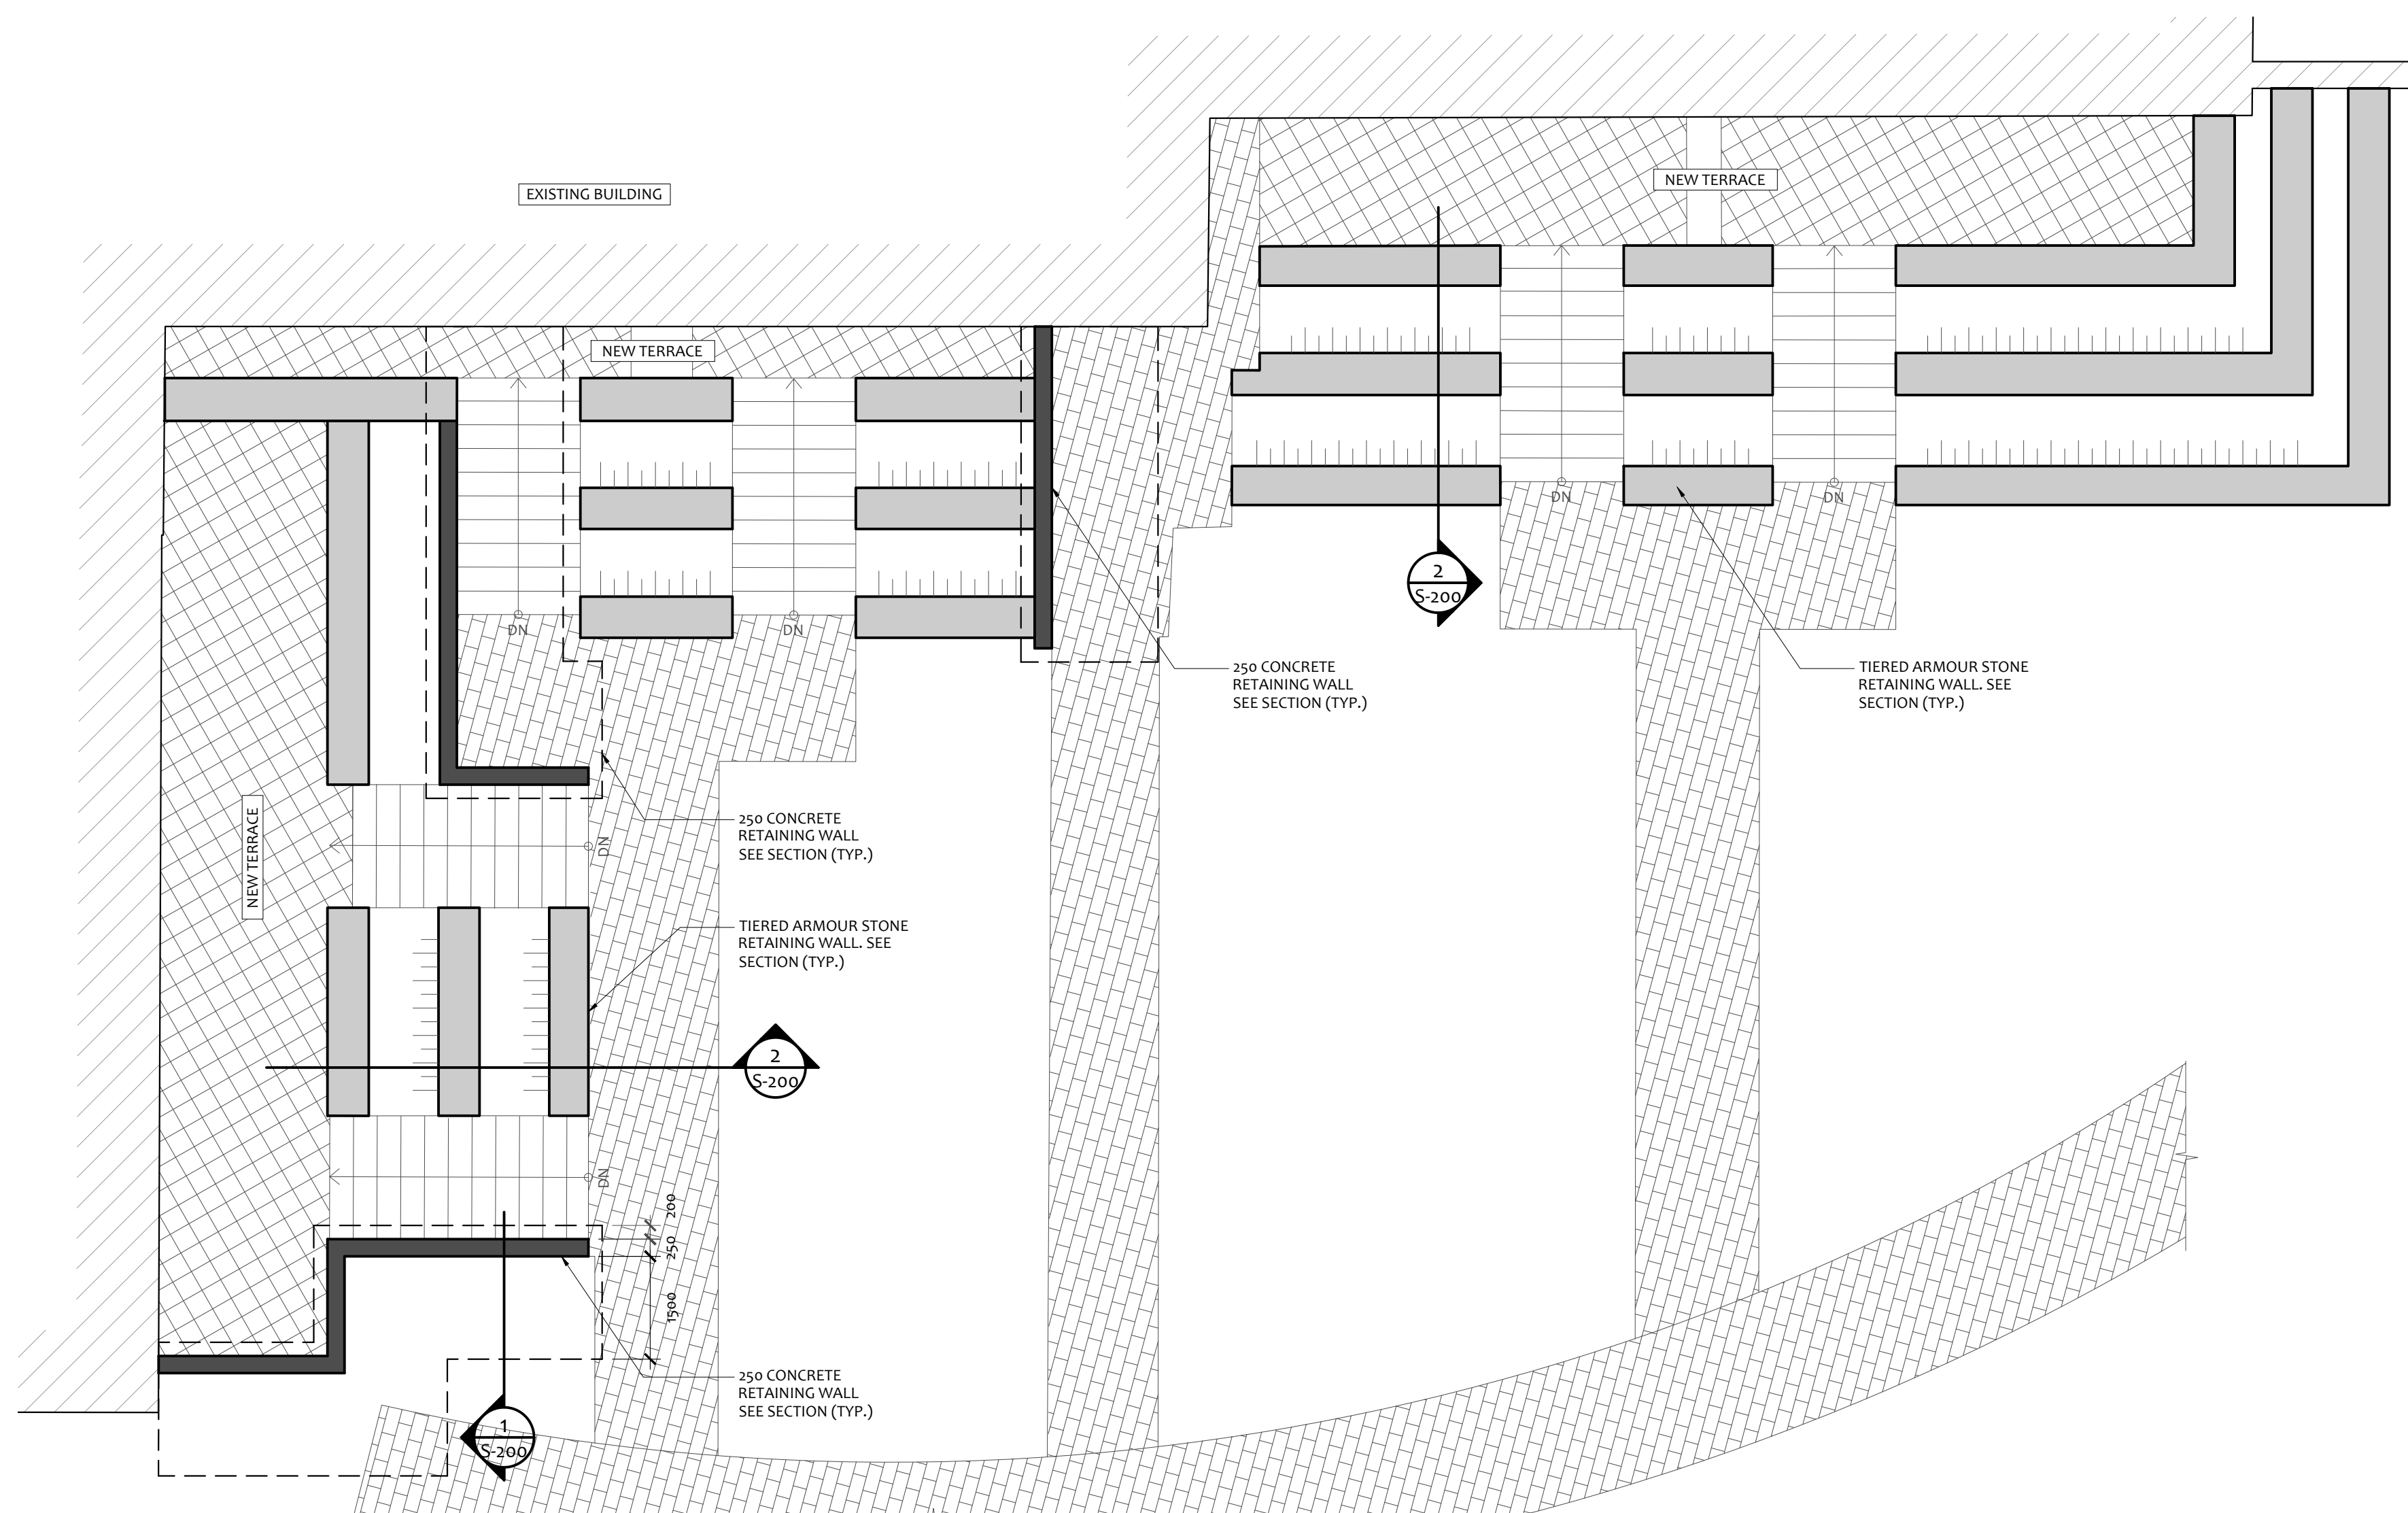 EXISTING BUILDING
NEW TERRACE
NEW TERRACE
DN
DN
2
S-200
DN
DN
250 CONCRETE
RETAINING WALL
SEE SECTION (TYP.)
TIERED ARMOUR STONE
RETAINING WALL. SEE
SECTION (TYP.)
NEW TERRACE
250 CONCRETE
RETAINING WALL
SEE SECTION (TYP.)
DN
TIERED ARMOUR STONE
RETAINING WALL. SEE
SECTION (TYP.)
2
S-200
DN
200
250
1500
250 CONCRETE
RETAINING WALL
SEE SECTION (TYP.)
1
S-200